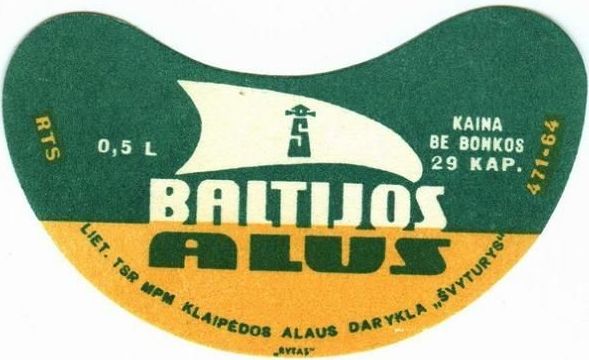 RTS
0,5 L
S
KAINA
BE BONKOS
29 KAP.
471-64
BALTIJOS
ALUS
LIET. TSR MPM KLAIPĖDOS ALAUS DARYKLA „ŠVYTURYS“
„RYTAS“